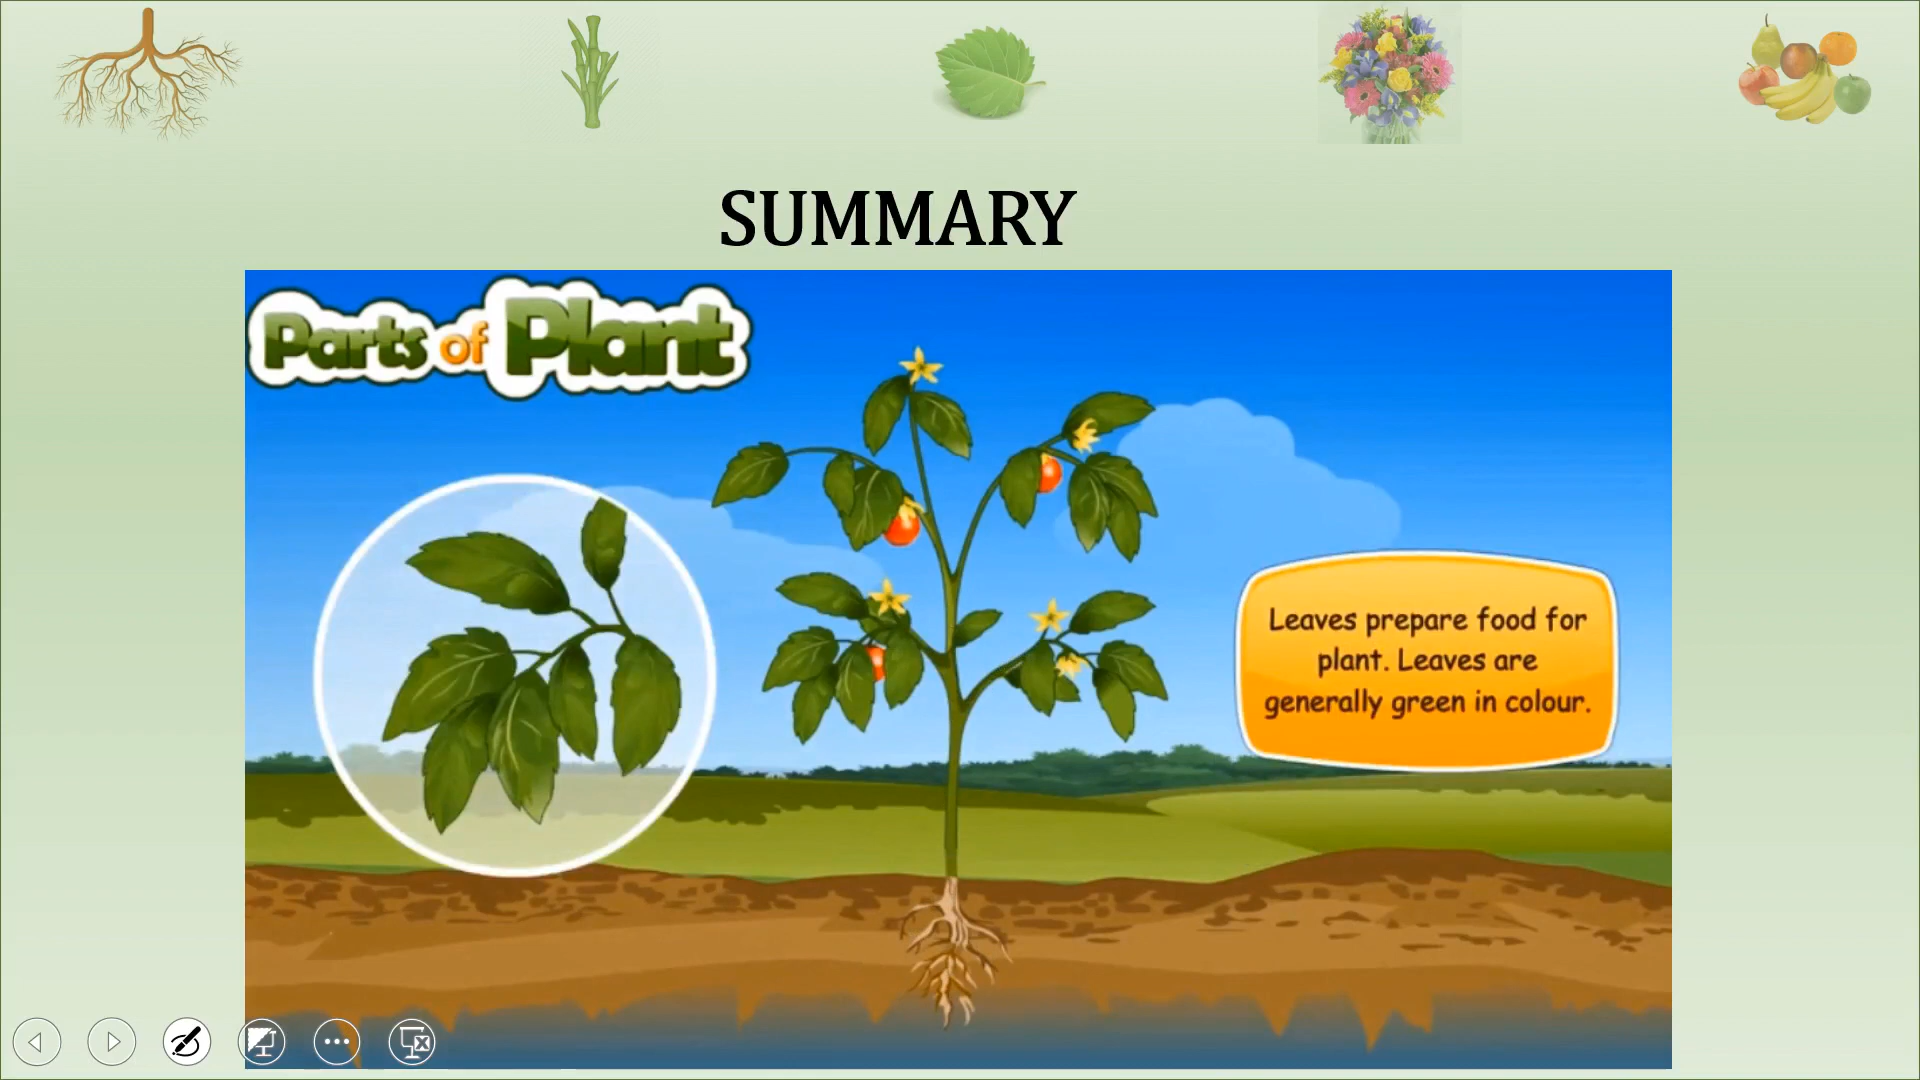 SUMMARY
Parts of Plant
Leaves prepare food for
plant. Leaves are
generally green in colour.